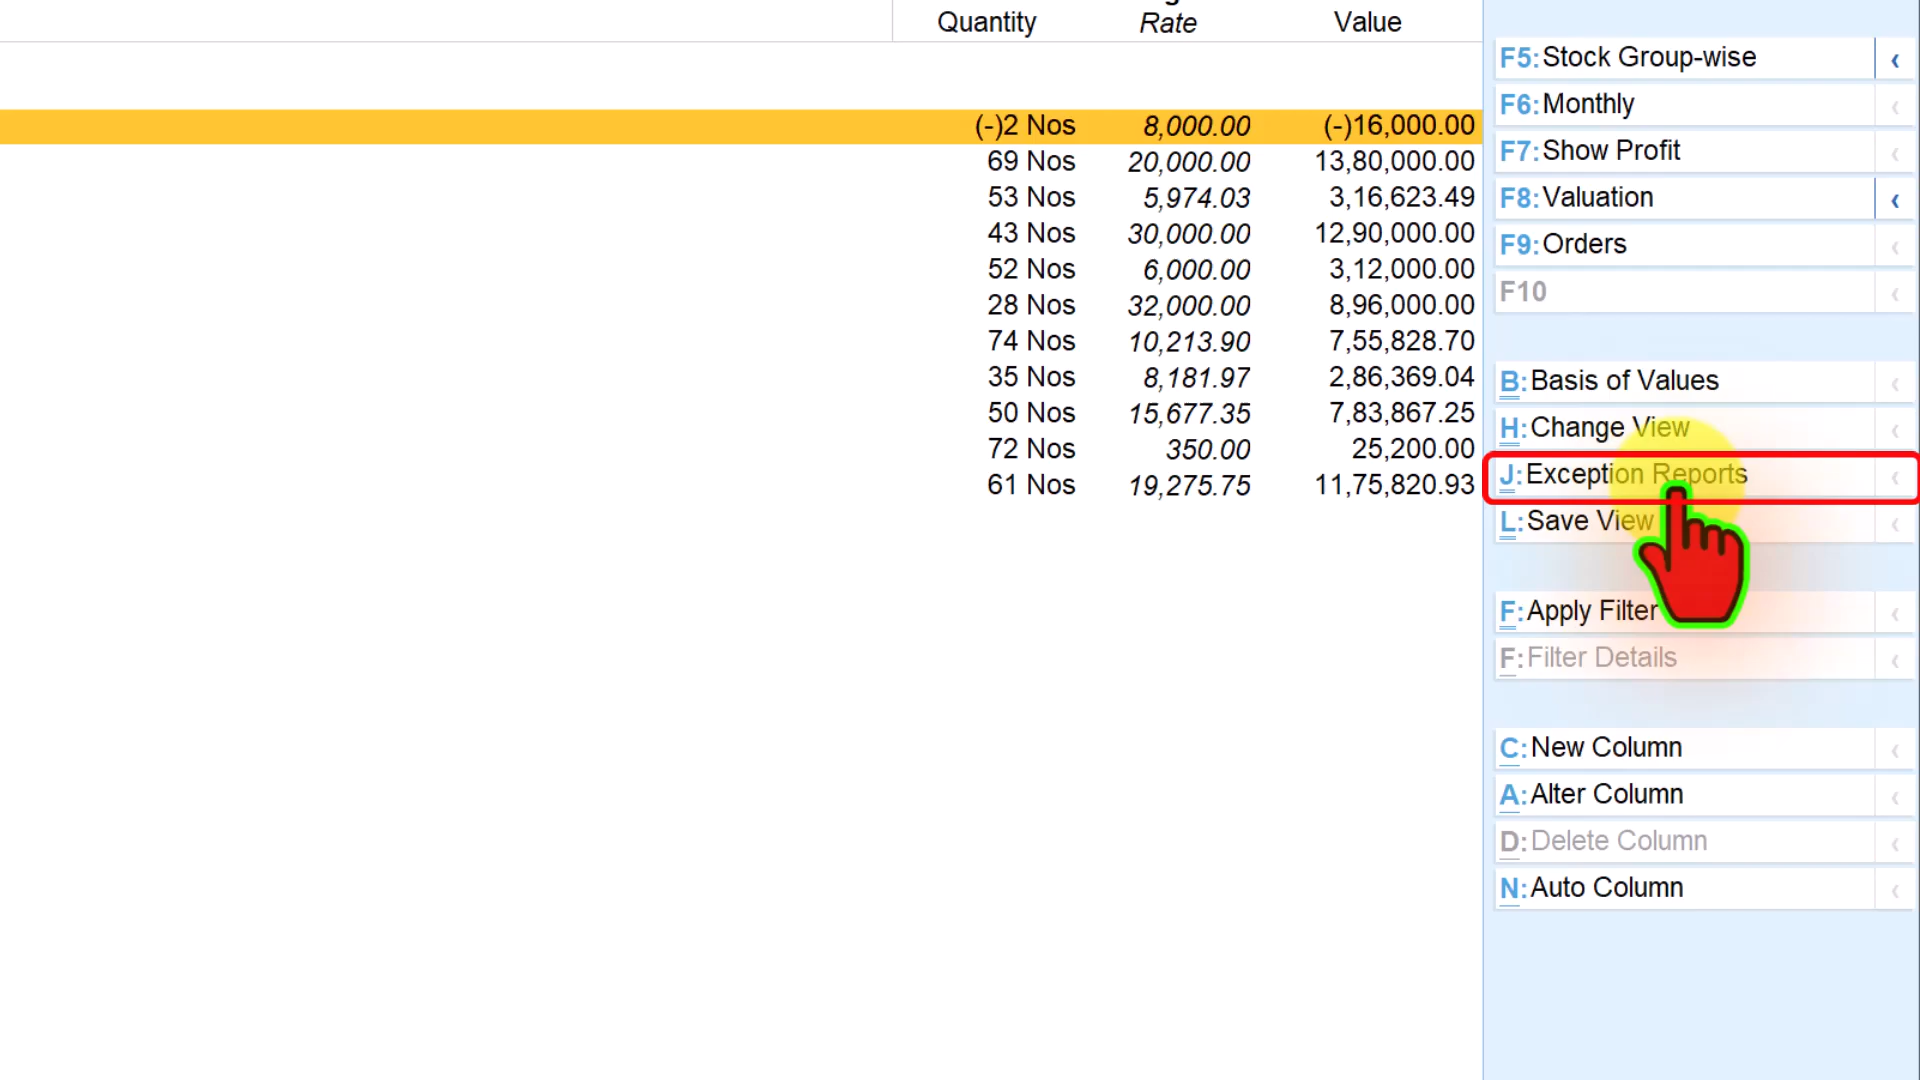 Quantity Rate Value
(-)2 Nos 8,000.00 (-)16,000.00
69 Nos 20,000.00 13,80,000.00
53 Nos 5,974.03 3,16,623.49
43 Nos 30,000.00 12,90,000.00
52 Nos 6,000.00 3,12,000.00
28 Nos 32,000.00 8,96,000.00
74 Nos 10,213.90 7,55,828.70
35 Nos 8,181.97 2,86,369.04
50 Nos 15,677.35 7,83,867.25
72 Nos 350.00 25,200.00
61 Nos 19,275.75 11,75,820.93
F5:Stock Group-wise
F6:Monthly
F7:Show Profit
F8:Valuation
F9:Orders
F10
B:Basis of Values
H:Change View
J:Exception Reports
L:Save View
F:Apply Filter
F:Filter Details
C:New Column
A:Alter Column
D:Delete Column
N:Auto Column